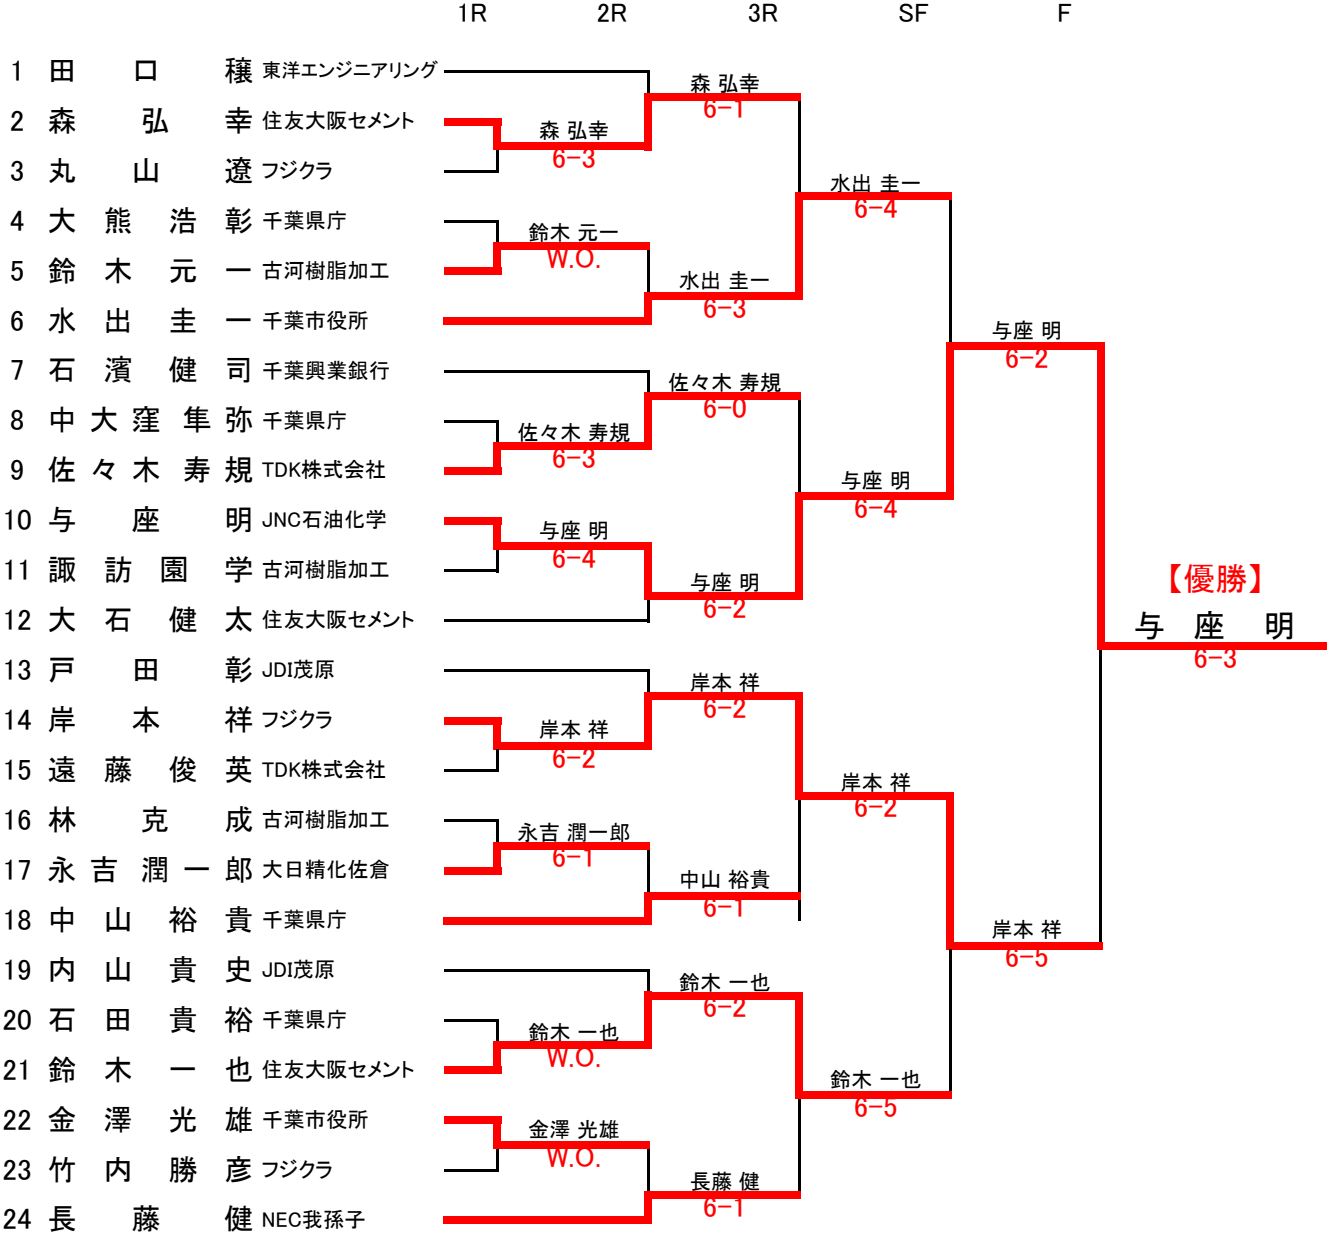 1R 2R 3R SF F
1 田口 穣 東洋エンジニアリング
2 森 弘幸 住友大阪セメント
3 丸山 遼 フジクラ
4 大熊浩彰 千葉県庁
5 鈴木元一 古河樹脂加工
6 水出圭一 千葉市役所
7 石濱健司 千葉興業銀行
8 中大窪隼弥 千葉県庁
9 佐々木寿規 TDK株式会社
10 与座 明 JNC石油化学
11 諏訪園 学 古河樹脂加工
12 大石健太 住友大阪セメント
13 戸田 彰 JDI茂原
14 岸本 祥 フジクラ
15 遠藤俊英 TDK株式会社
16 林 克成 古河樹脂加工
17 永吉潤一郎 大日精化佐倉
18 中山裕貴 千葉県庁
19 内山貴史 JDI茂原
20 石田貴裕 千葉県庁
21 鈴木一也 住友大阪セメント
22 金澤光雄 千葉市役所
23 竹内勝彦 フジクラ
24 長藤 健 NEC我孫子
森 弘幸
6-3
鈴木 元一
W.O.
佐々木 寿規
6-3
与座 明
6-4
岸本 祥
6-2
永吉 潤一郎
6-1
鈴木 一也
W.O.
金澤 光雄
W.O.
森 弘幸
6-1
水出 圭一
6-3
佐々木 寿規
6-0
与座 明
6-2
岸本 祥
6-2
中山 裕貴
6-1
鈴木 一也
6-2
長藤 健
6-1
水出 圭一
6-4
与座 明
6-4
岸本 祥
6-2
鈴木 一也
6-5
与座 明
6-2
岸本 祥
6-5
【優勝】
与座 明
6-3